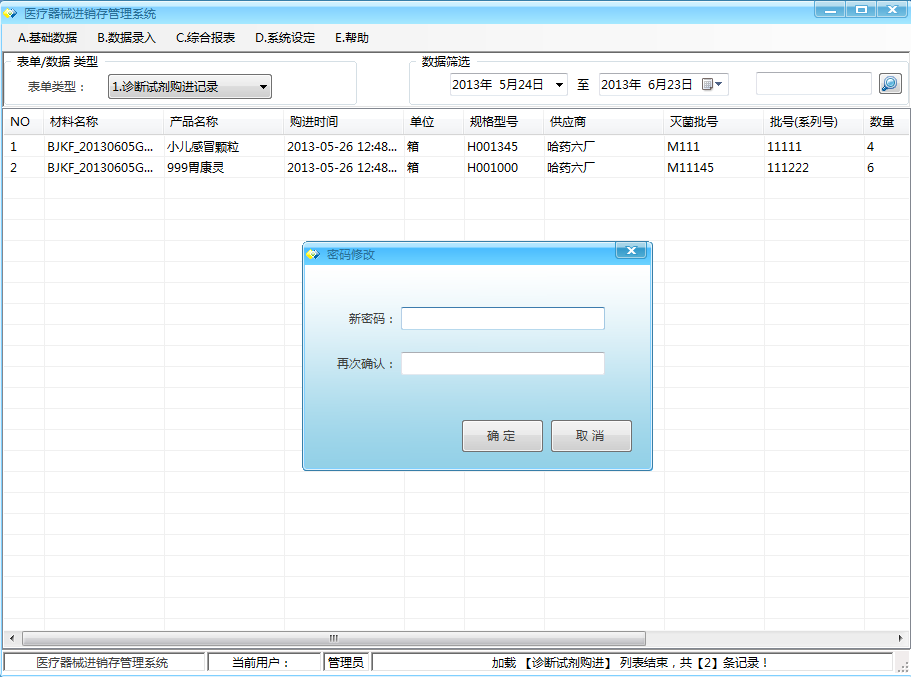 医疗器械进销存管理系统
A.基础数据 B.数据录入 C.综合报表 D.系统设定 E.帮助
表单/数据 类型 数据筛选
表单类型： 1.诊断试剂购进记录 2013年 5月24日 至 2013年 6月23日
NO 材料名称 产品名称 购进时间 单位 规格型号 供应商 灭菌批号 批号(系列号) 数量
1 BJKF_20130605G... 小儿感冒颗粒 2013-05-26 12:48... 箱 H001345 哈药六厂 M111 11111 4
2 BJKF_20130605G... 999胃康灵 2013-05-26 12:48... 箱 H001000 哈药六厂 M11145 111222 6
密码修改
新密码：
再次确认：
确 定 取 消
医疗器械进销存管理系统 当前用户： 管理员 加载 【诊断试剂购进】 列表结束，共【2】条记录！